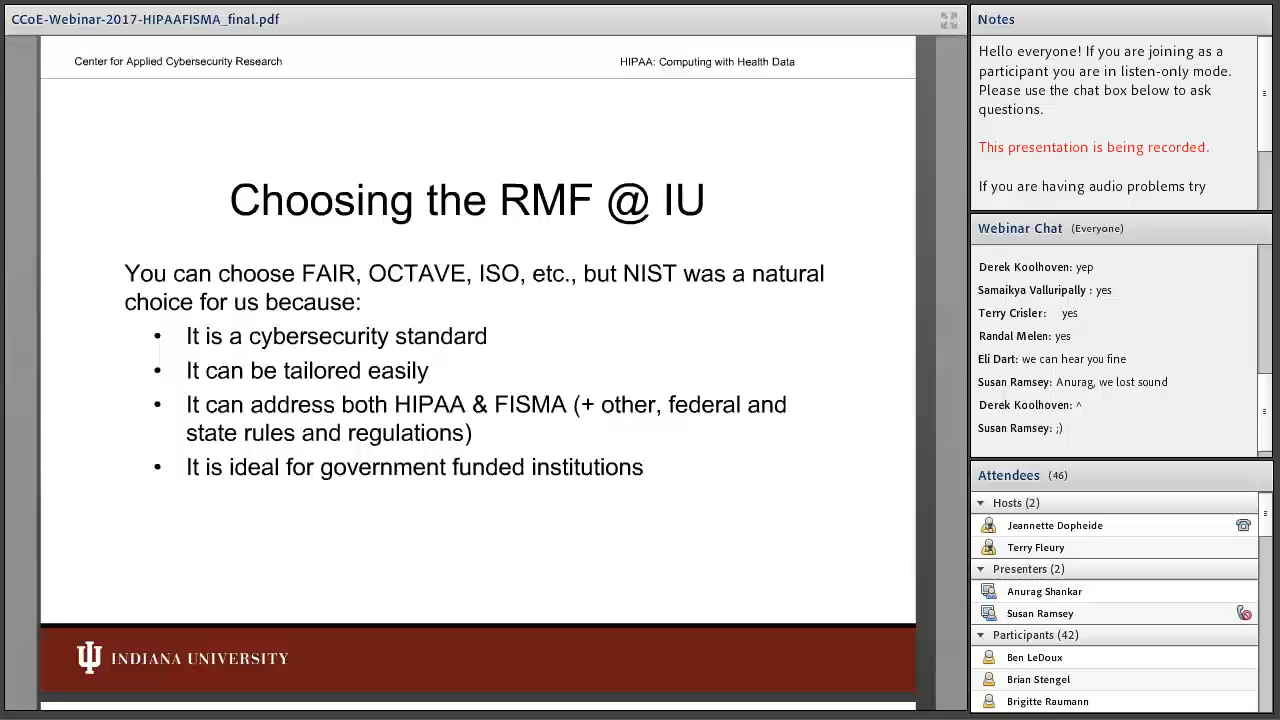 CCoE-Webinar-2017-HIPAAFISMA_final.pdf
Center for Applied Cybersecurity Research
HIPAA: Computing with Health Data
Choosing the RMF @ IU
You can choose FAIR, OCTAVE, ISO, etc., but NIST was a natural
choice for us because:
• It is a cybersecurity standard
• It can be tailored easily
• It can address both HIPAA & FISMA (+ other, federal and
state rules and regulations)
• It is ideal for government funded institutions
INDIANA UNIVERSITY
Notes
Hello everyone! If you are joining as a
participant you are in listen-only mode.
Please use the chat box below to ask
questions.
This presentation is being recorded.
If you are having audio problems try
Webinar Chat (Everyone)
Derek Koolhoven: yep
Samaikya Valluripally : yes
Terry Crisler: yes
Randal Melen: yes
Eli Dart: we can hear you fine
Susan Ramsey: Anurag, we lost sound
Derek Koolhoven: ^
Susan Ramsey: ;)
Attendees (46)
Hosts (2)
Jeannette Dopheide
Terry Fleury
Presenters (2)
Anurag Shankar
Susan Ramsey
Participants (42)
Ben LeDoux
Brian Stengel
Brigitte Raumann